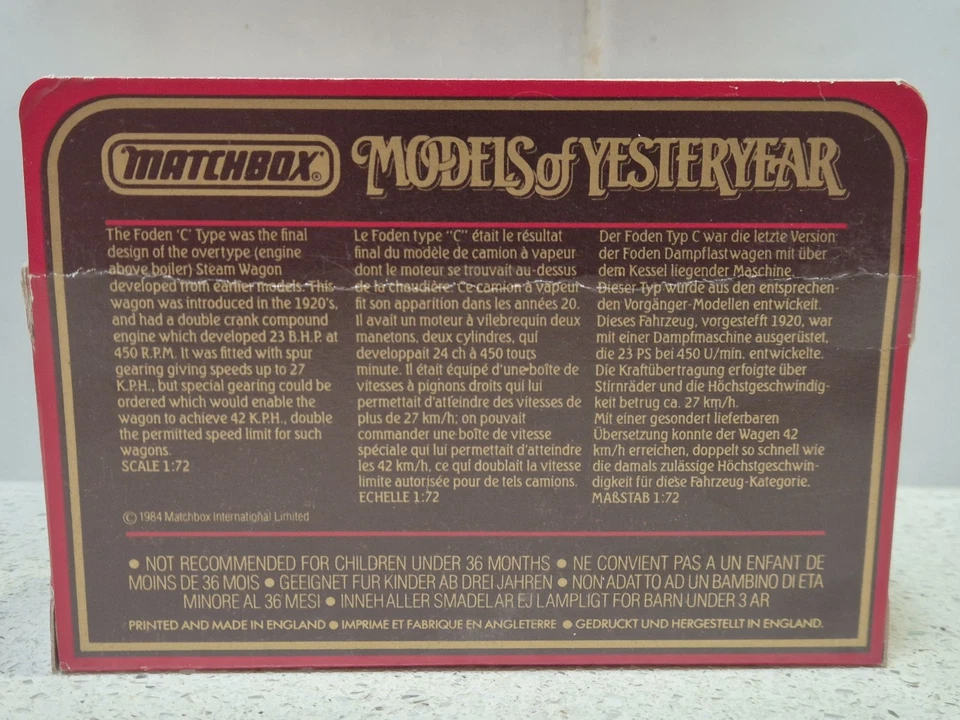 MATCHBOX®
MODELS of YESTERYEAR
The Foden 'C' Type was the final
design of the overtype (engine
above boiler) Steam Wagon
developed from earlier models. This
wagon was introduced in the 1920's,
and had a double crank compound
engine which developed 23 B.H.P. at
450 R.P.M. It was fitted with spur
gearing giving speeds up to 27
K.P.H., but special gearing could be
ordered which would enable the
wagon to achieve 42 K.P.H., double
the permitted speed limit for such
wagons.
SCALE 1:72
© 1984 Matchbox International Limited
Le Foden type "C" était le résultat
final du modèle de camion à vapeur
dont le moteur se trouvait au-dessus
de la chaudière. Ce camion à vapeur
fit son apparition dans les années 20.
Il avait un moteur à vilebrequin deux
manetons, deux cylindres, qui
developpait 24 ch à 450 tours
minute. Il était équipé d'une boîte de
vitesses à pignons droits qui lui
permettait d'atteindre des vitesses de
plus de 27 km/h; on pouvait
commander une boîte de vitesse
spéciale qui lui permettait d'atteindre
les 42 km/h, ce qui doublait la vitesse
limite autorisée pour de tels camions.
ECHELLE 1:72
Der Foden Typ C war die letzte Version
der Foden Dampflastwagen mit über
dem Kessel liegender Maschine.
Dieser Typ wurde aus den entsprechen-
den Vorgänger-Modellen entwickelt.
Dieses Fahrzeug, vorgestefft 1920, war
mit einer Dampfmaschine ausgerüstet,
die 23 PS bei 450 U/min. entwickelte.
Die Kraftübertragung erfolgte über
Stirnräder und die Höchstgeschwindig-
keit betrug ca. 27 km/h.
Mit einer gesondert lieferbaren
Übersetzung konnte der Wagen 42
km/h erreichen, doppelt so schnell wie
die damals zulässige Höchstgeschwin-
digkeit für diese Fahrzeug-Kategorie.
MAßSTAB 1:72
• NOT RECOMMENDED FOR CHILDREN UNDER 36 MONTHS • NE CONVIENT PAS A UN ENFANT DE
MOINS DE 36 MOIS • GEEIGNET FUR KINDER AB DREI JAHREN • NON ADATTO AD UN BAMBINO DI ETA
MINORE AL 36 MESI • INNEHALLER SMADELAR EJ LAMPLIGT FOR BARN UNDER 3 AR
PRINTED AND MADE IN ENGLAND • IMPRIME ET FABRIQUE EN ANGLETERRE • GEDRUCKT UND HERGESTELLT IN ENGLAND.